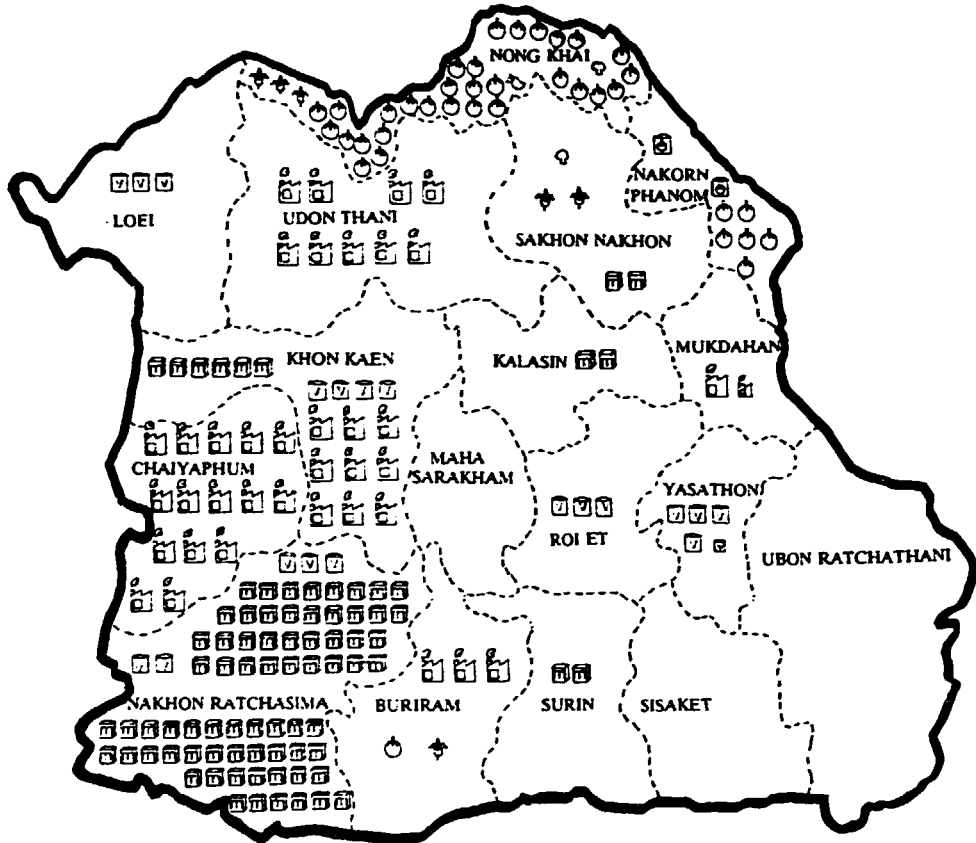 NONG KHAI
NAKORN
PHANOM
LOEI
UDON THANI
SAKHON NAKHON
KHON KAEN
KALASIN
MUKDAHAN
CHAIYAPHUM
MAHA
SARAKHAM
YASATHON
ROI ET
UBON RATCHATHANI
NAKHON RATCHASIMA
BURIRAM
SURIN
SISAKET